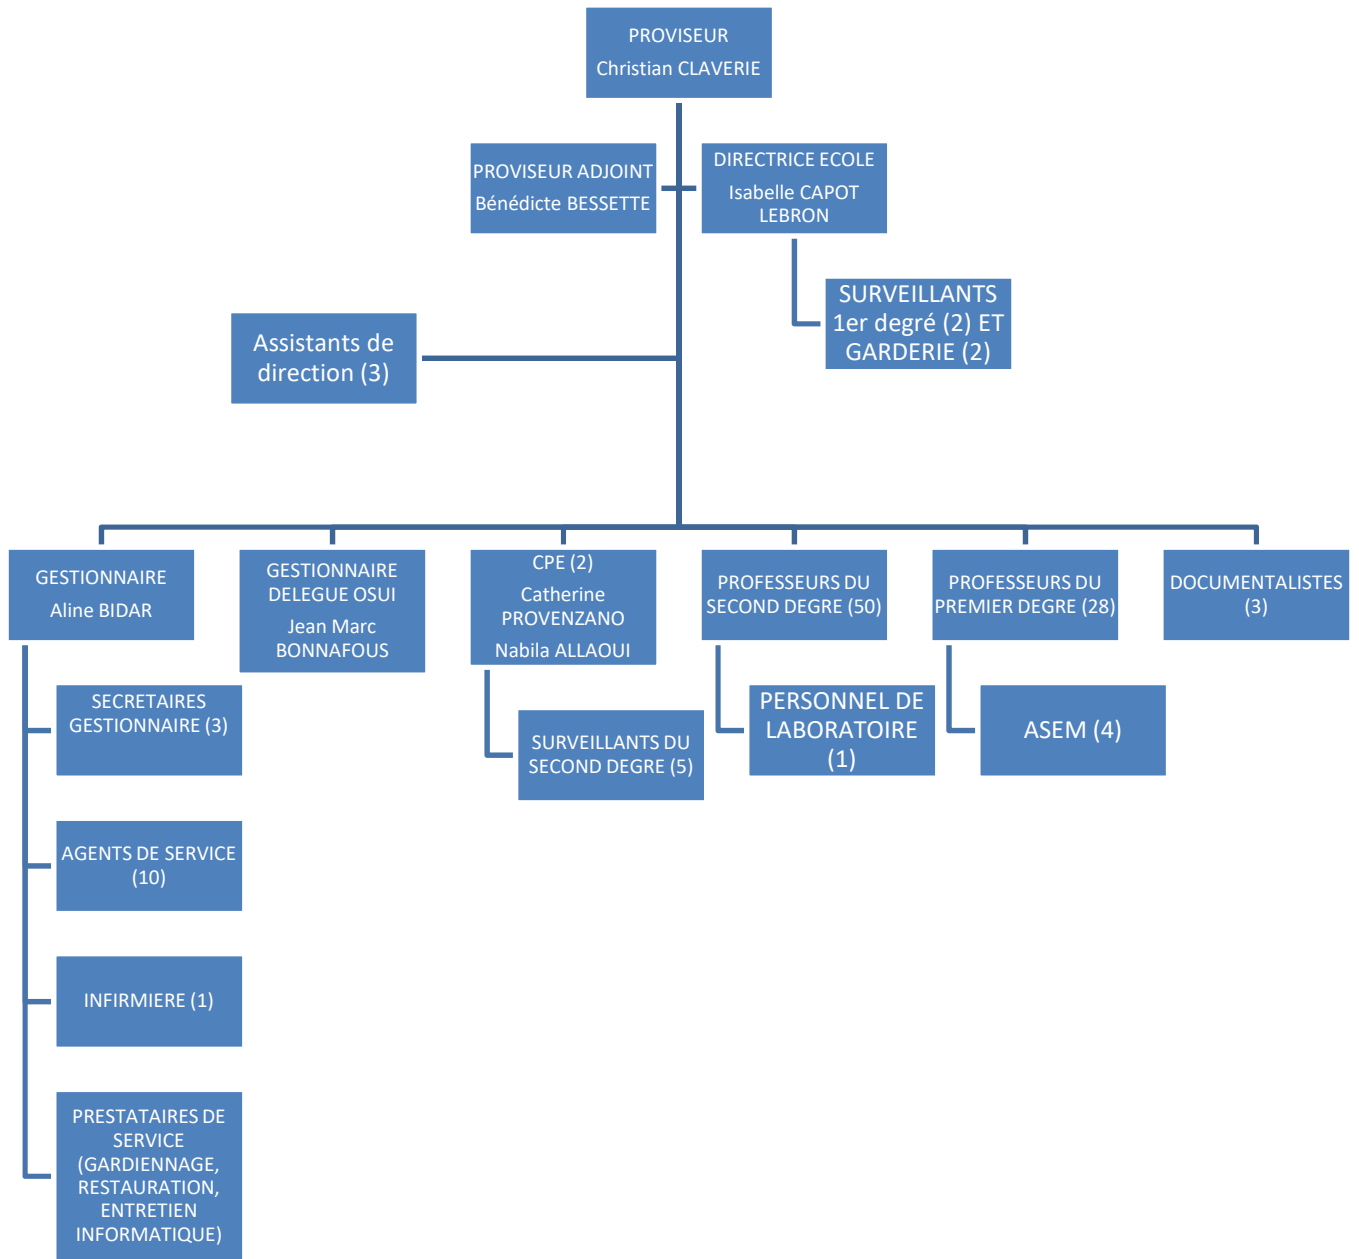 PROVISEUR
Christian CLAVERIE
PROVISEUR ADJOINT
Bénédicte BESSETTE
DIRECTRICE ECOLE
Isabelle CAPOT
LEBRON
SURVEILLANTS
1er degré (2) ET
GARDERIE (2)
Assistants de
direction (3)
GESTIONNAIRE
Aline BIDAR
GESTIONNAIRE
DELEGUE OSUI
Jean Marc
BONNAFOUS
CPE (2)
Catherine
PROVENZANO
Nabila ALLAOUI
PROFESSEURS DU
SECOND DEGRE (50)
PROFESSEURS DU
PREMIER DEGRE (28)
DOCUMENTALISTES
(3)
SECRETAIRES
GESTIONNAIRE (3)
SURVEILLANTS DU
SECOND DEGRE (5)
PERSONNEL DE
LABORATOIRE
(1)
ASEM (4)
AGENTS DE SERVICE
(10)
INFIRMIERE (1)
PRESTATAIRES DE
SERVICE
(GARDIENNAGE,
RESTAURATION,
ENTRETIEN
INFORMATIQUE)